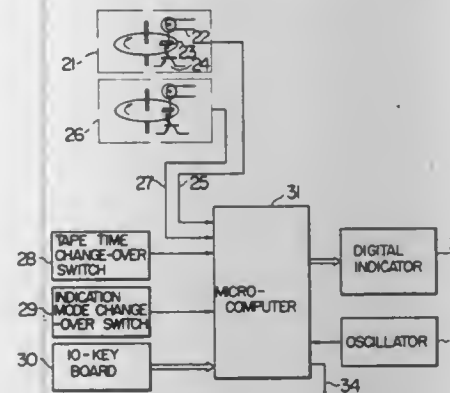 21
22
23
24
26
27
25
31
28
TAPE TIME
CHANGE-OVER
SWITCH
29
INDICATION
MODE CHANGE
-OVER SWITCH
30
10-KEY
BOARD
MICRO-
COMPUTER
DIGITAL
INDICATOR
OSCILLATOR
34